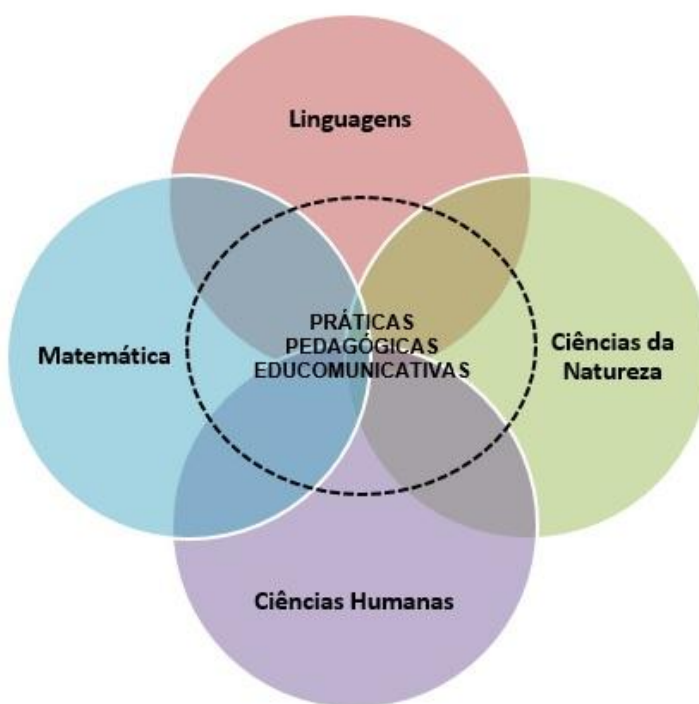 Linguagens
PRÁTICAS
PEDAGÓGICAS
EDUCOMUNICATIVAS
Matemática
Ciências da
Natureza
Ciências Humanas